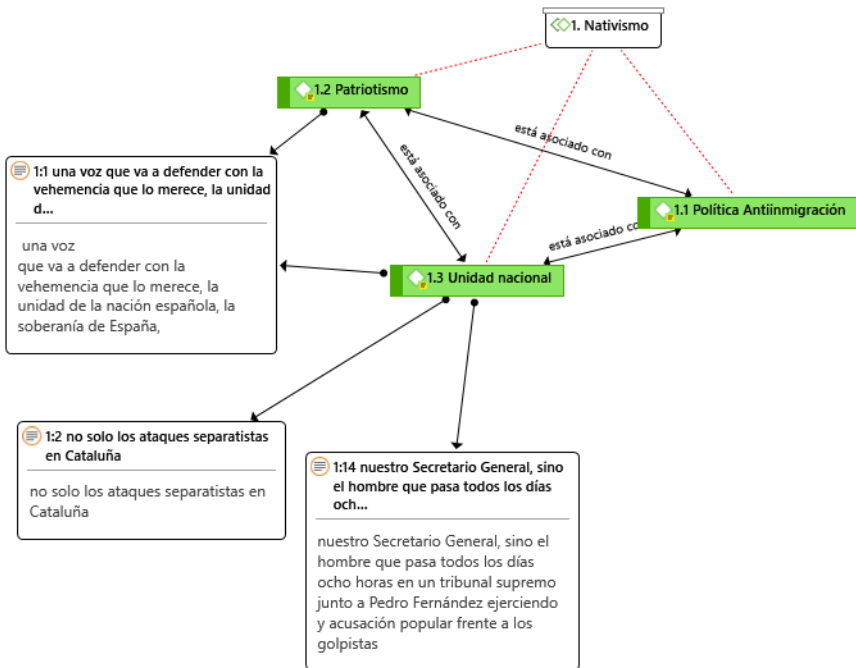 1. Nativismo
1.2 Patriotismo
está asociado con
está asociado con
1.1 Política Antiinmigración
está asociado co
1.3 Unidad nacional
1:1 una voz que va a defender con la
vehemencia que lo merece, la unidad
d...
una voz
que va a defender con la
vehemencia que lo merece, la
unidad de la nación española, la
soberanía de España,
1:2 no solo los ataques separatistas
en Cataluña
no solo los ataques separatistas en
Cataluña
1:14 nuestro Secretario General, sino
el hombre que pasa todos los días
och...
nuestro Secretario General, sino el
hombre que pasa todos los días
ocho horas en un tribunal supremo
junto a Pedro Fernández ejerciendo
y acusación popular frente a los
golpistas